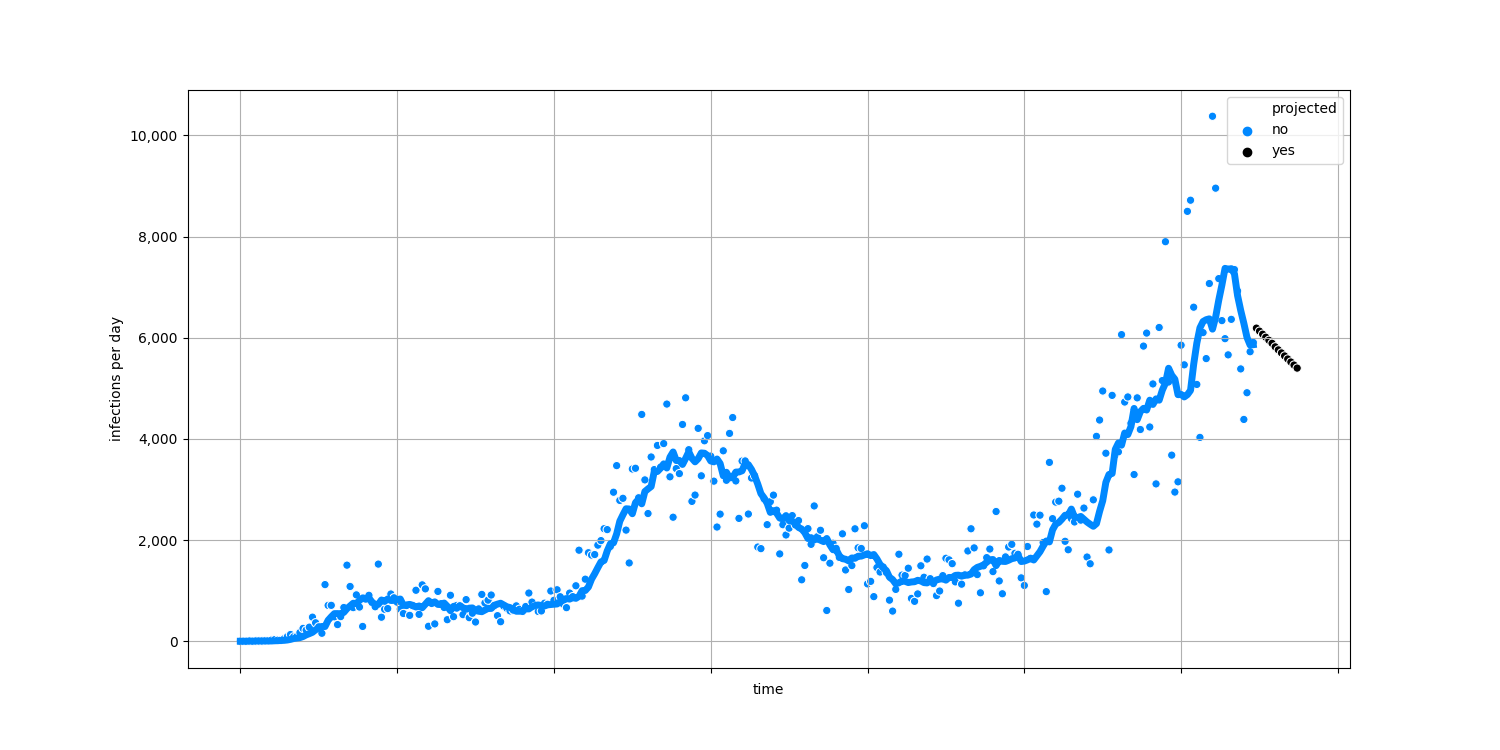 projected
no
yes
10,000
8,000
6,000
4,000
2,000
0
infections per day
time